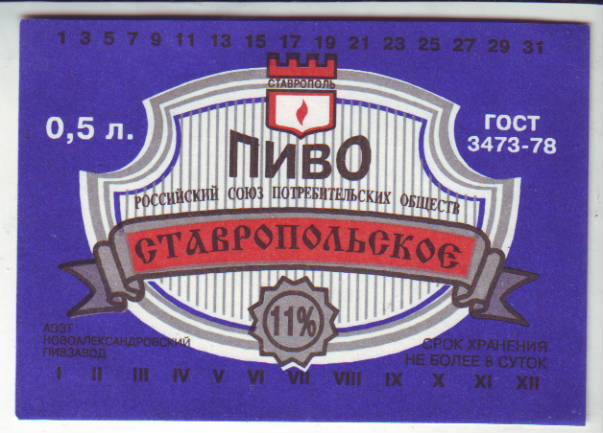 1 3 5 7 9 11 13 15 17 19 21 23 25 27 29 31
СТАВРОПОЛЬ
0,5 л.
ГОСТ
3473-78
ПИВО
РОССИЙСКИЙ СОЮЗ ПОТРЕБИТЕЛЬСКИХ ОБЩЕСТВ
СТАВРОПОЛЬСКОЕ
11%
АОЗТ
НОВОАЛЕКСАНДРОВСКИЙ
ПИВЗАВОД
СРОК ХРАНЕНИЯ
НЕ БОЛЕЕ 8 СУТОК
I II III IV V VI VII VIII IX X XI XII